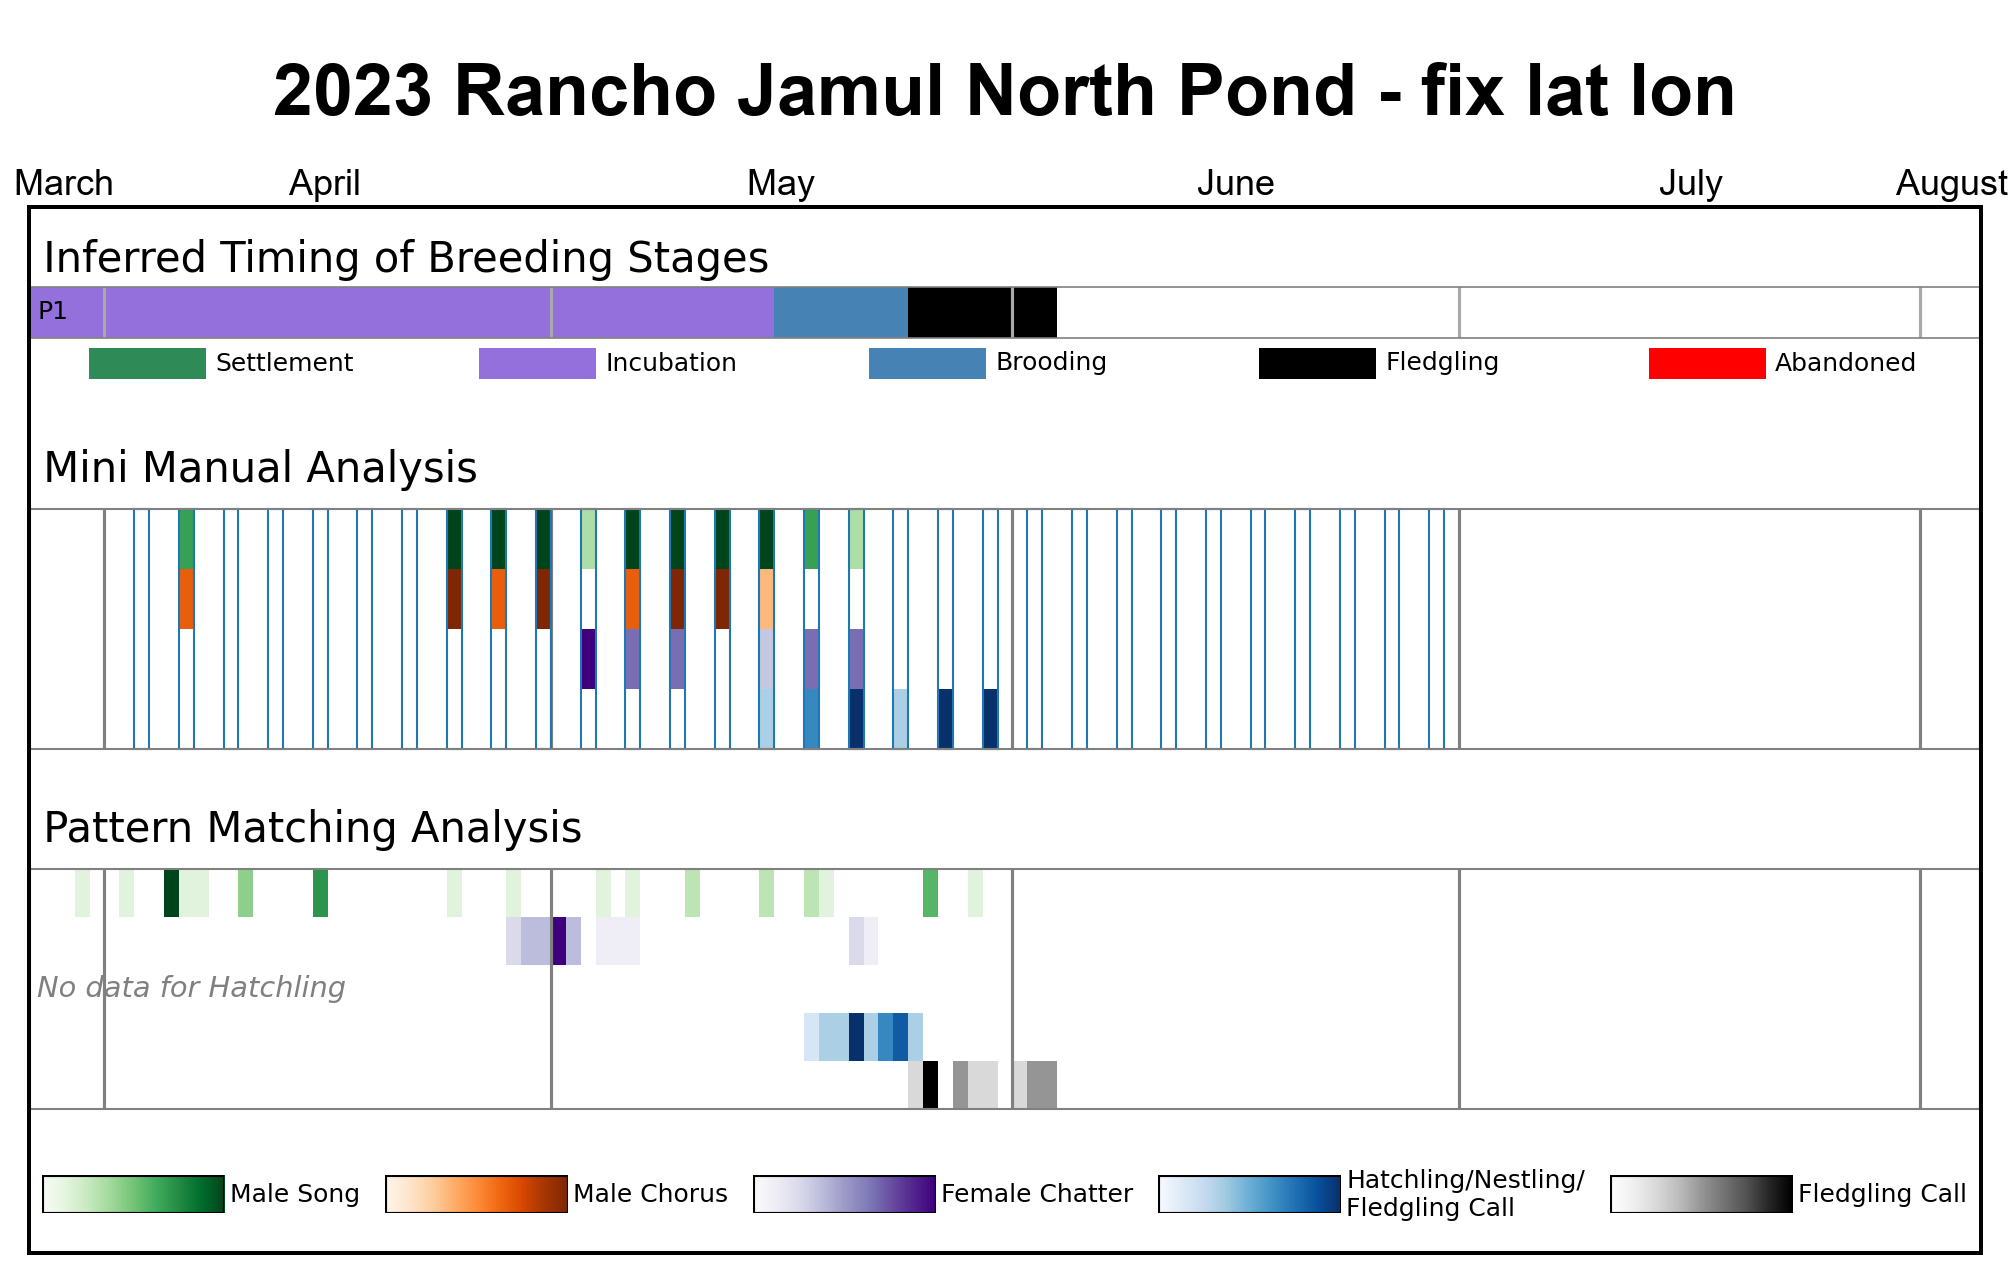 2023 Rancho Jamul North Pond - fix lat lon
March April May June July August
Inferred Timing of Breeding Stages
P1
Settlement Incubation Brooding Fledgling Abandoned
Mini Manual Analysis
Pattern Matching Analysis
No data for Hatchling
Male Song Male Chorus Female Chatter Hatchling/Nestling/
Fledgling Call Fledgling Call